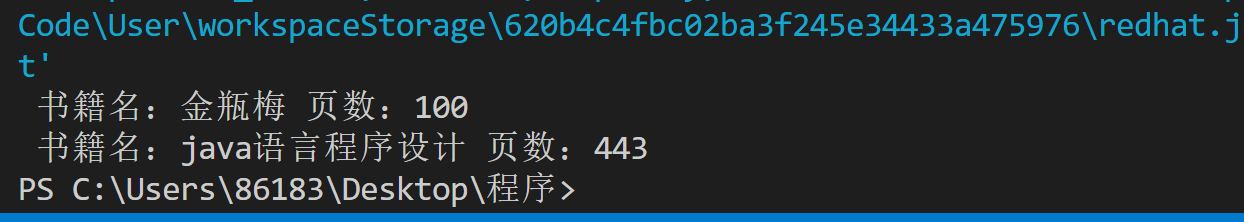 Code\User\workspaceStorage\620b4c4fbc02ba3f245e34433a475976\redhat.j
t'
书籍名：金瓶梅 页数：100
书籍名：java语言程序设计 页数：443
PS C:\Users\86183\Desktop\程序>